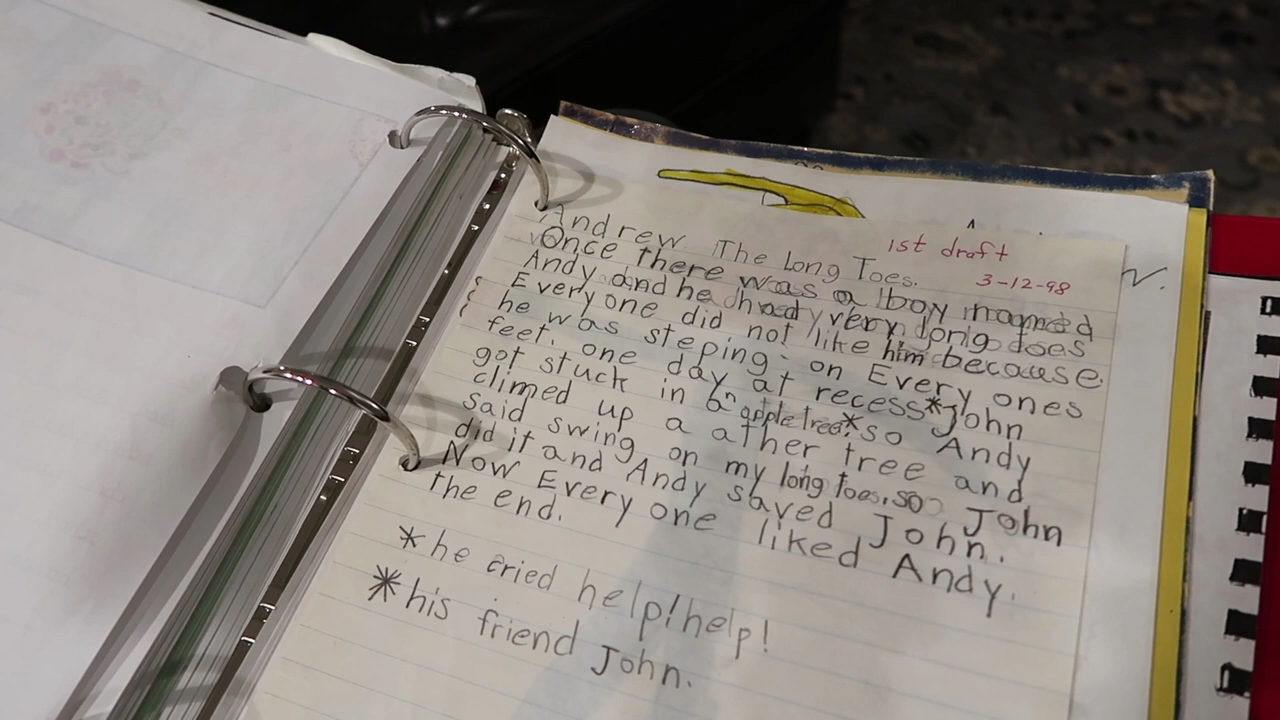 1st draft
3-12-98
Andrew The Long Toes.
Once there was a boy named
Andy and he had very long toes
Every one did not like him because
he was steping on Every ones
feet. one day at recess*John
got stuck in an apple tree,*so Andy
climed up a ather tree and
said swing on my long toes, so John
did it and Andy saved John.
Now Every one liked Andy.
the end.
*he cried help!help!
*his friend John.